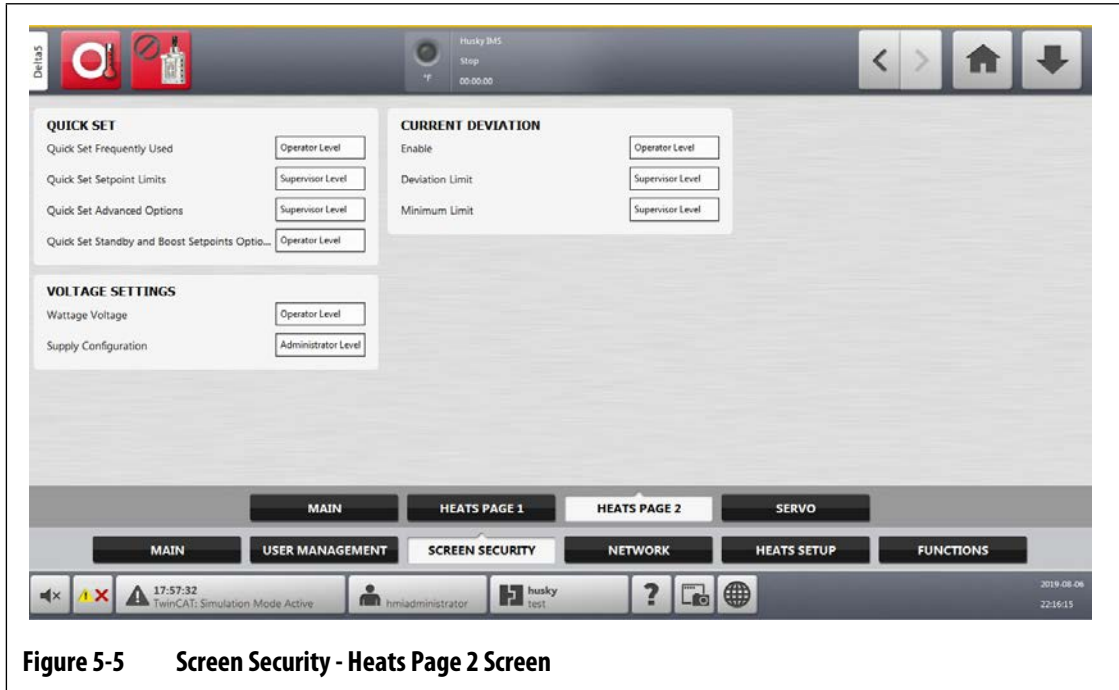 Delta5
Husky IMS
Stop
°F 00:00:00
QUICK SET
Quick Set Frequently Used Operator Level
Quick Set Setpoint Limits Supervisor Level
Quick Set Advanced Options Supervisor Level
Quick Set Standby and Boost Setpoints Optio... Operator Level
VOLTAGE SETTINGS
Wattage Voltage Operator Level
Supply Configuration Administrator Level
CURRENT DEVIATION
Enable Operator Level
Deviation Limit Supervisor Level
Minimum Limit Supervisor Level
MAIN HEATS PAGE 1 HEATS PAGE 2 SERVO
MAIN USER MANAGEMENT SCREEN SECURITY NETWORK HEATS SETUP FUNCTIONS
17:57:32
TwinCAT: Simulation Mode Active
hmiadministrator
husky
test
?
2019-08-06
22:16:15
Figure 5-5 Screen Security - Heats Page 2 Screen